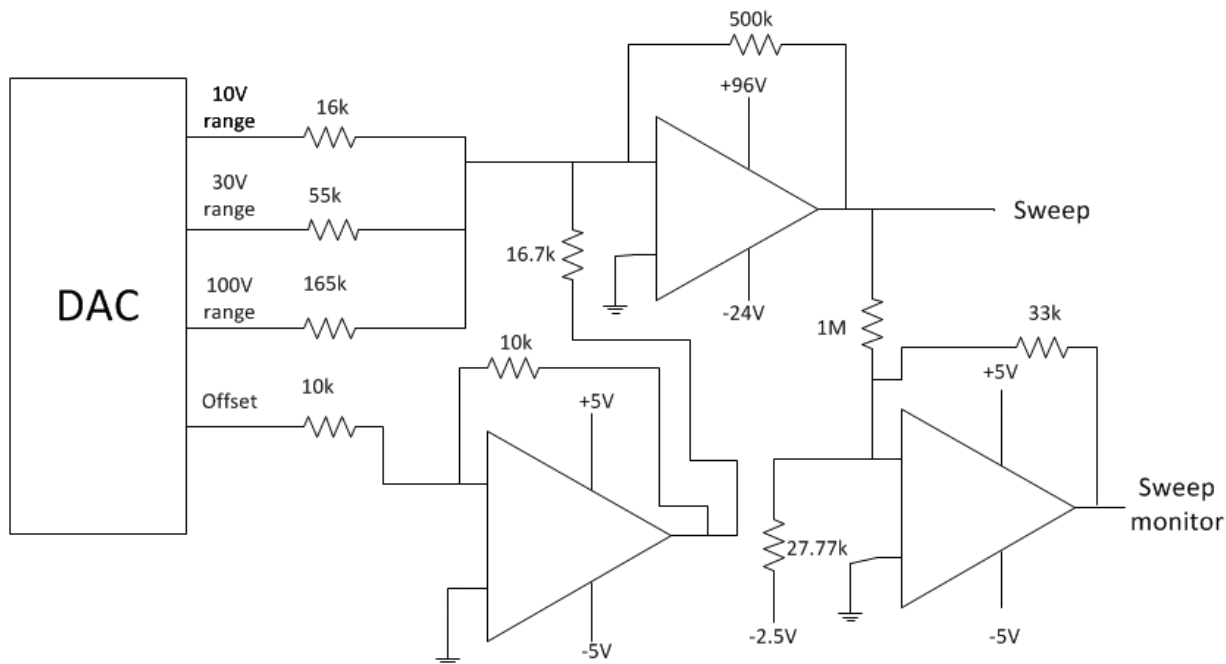 500k
10V
range
16k
+96V
30V
range
55k
Sweep
16.7k
DAC
100V
range
165k
-24V
1M
33k
10k
+5V
Offset
10k
+5V
Sweep
monitor
27.77k
-5V
-2.5V
-5V